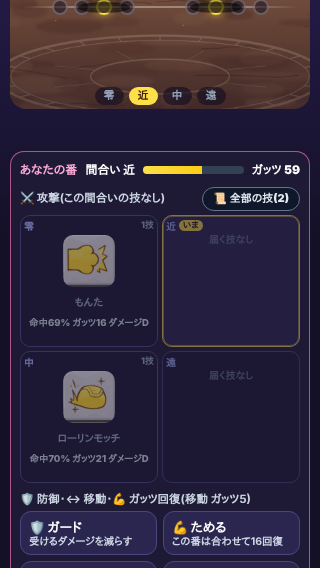 零 近 中 遠
あなたの番 間合い 近 ガッツ 59
⚔️ 攻撃(この間合いの技なし) 📜 全部の技(2)
零 1技
もんた
命中69% ガッツ16 ダメージD
近 いま
届く技なし
中 1技
ローリンモッチ
命中70% ガッツ21 ダメージD
遠
届く技なし
🛡️ 防御・↔ 移動・💪 ガッツ回復(移動 ガッツ5)
🛡️ ガード
受けるダメージを減らす
💪 ためる
この番は合わせて16回復